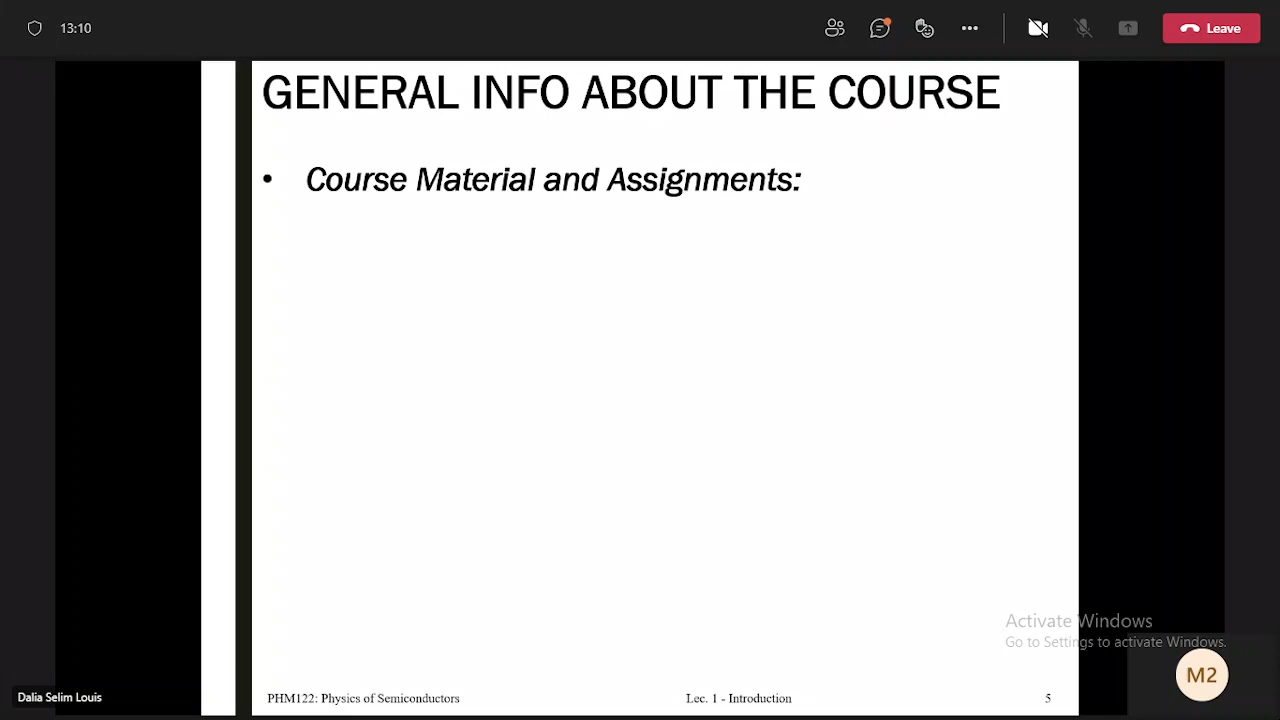 13:10
Leave
GENERAL INFO ABOUT THE COURSE
• Course Material and Assignments:
Activate Windows
Go to Settings to activate Windows.
M2
Dalia Selim Louis
PHM122: Physics of Semiconductors
Lec. 1 - Introduction
5